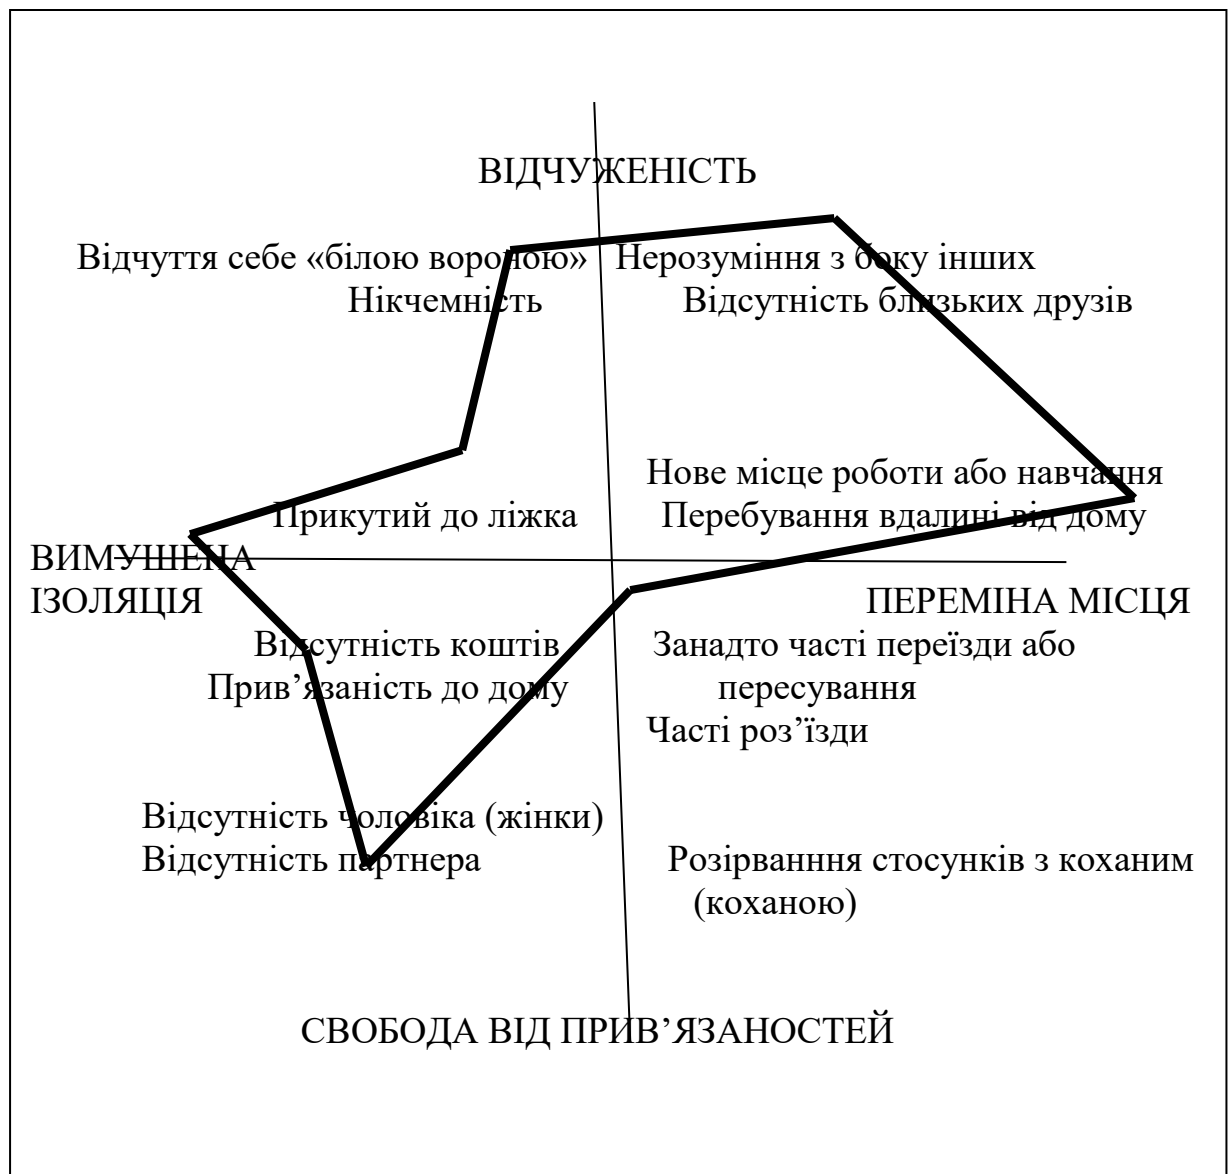 ВІДЧУЖЕНІСТЬ
Відчуття себе «білою вороною» Нерозуміння з боку інших
Нікчемність Відсутність близьких друзів
Нове місце роботи або навчання
Прикутий до ліжка Перебування вдалині від дому
ВИМУШЕНА
ІЗОЛЯЦІЯ ПЕРЕМІНА МІСЦЯ
Відсутність коштів Занадто часті переїзди або
Прив’язаність до дому пересування
Часті роз’їзди
Відсутність чоловіка (жінки)
Відсутність партнера Розірванння стосунків з коханим
(коханою)
СВОБОДА ВІД ПРИВ’ЯЗАНОСТЕЙ